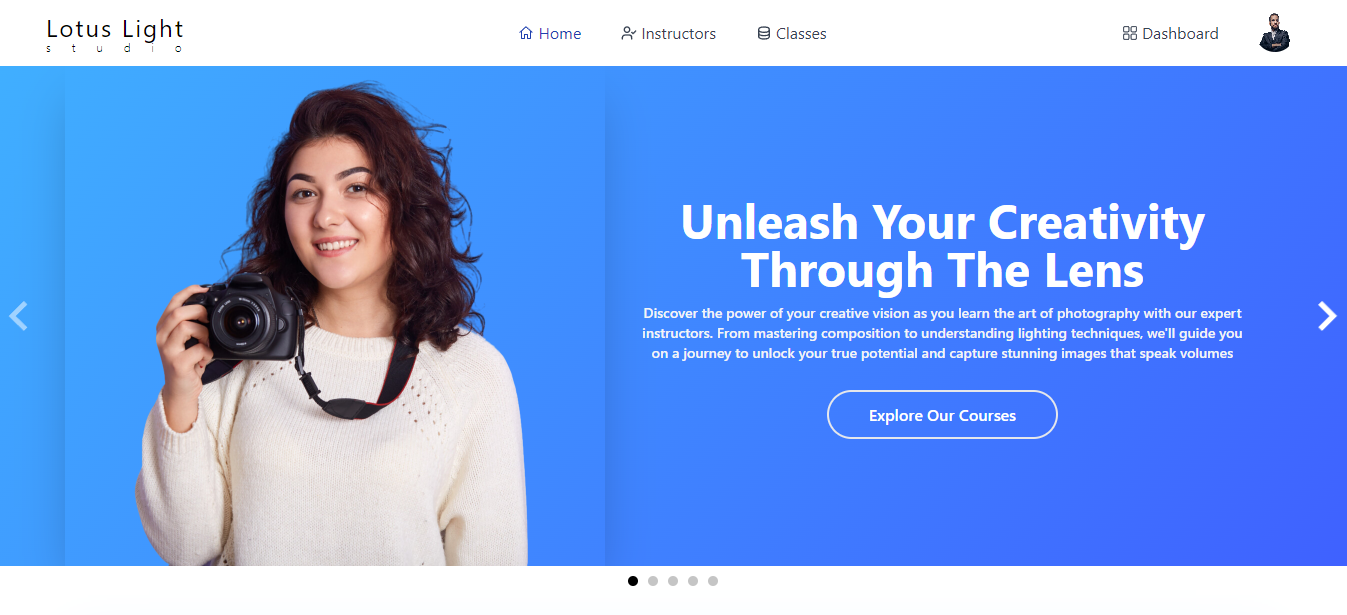 Lotus Light
studio
Home
Instructors
Classes
Dashboard
Unleash Your Creativity
Through The Lens
Discover the power of your creative vision as you learn the art of photography with our expert
instructors. From mastering composition to understanding lighting techniques, we'll guide you
on a journey to unlock your true potential and capture stunning images that speak volumes
Explore Our Courses